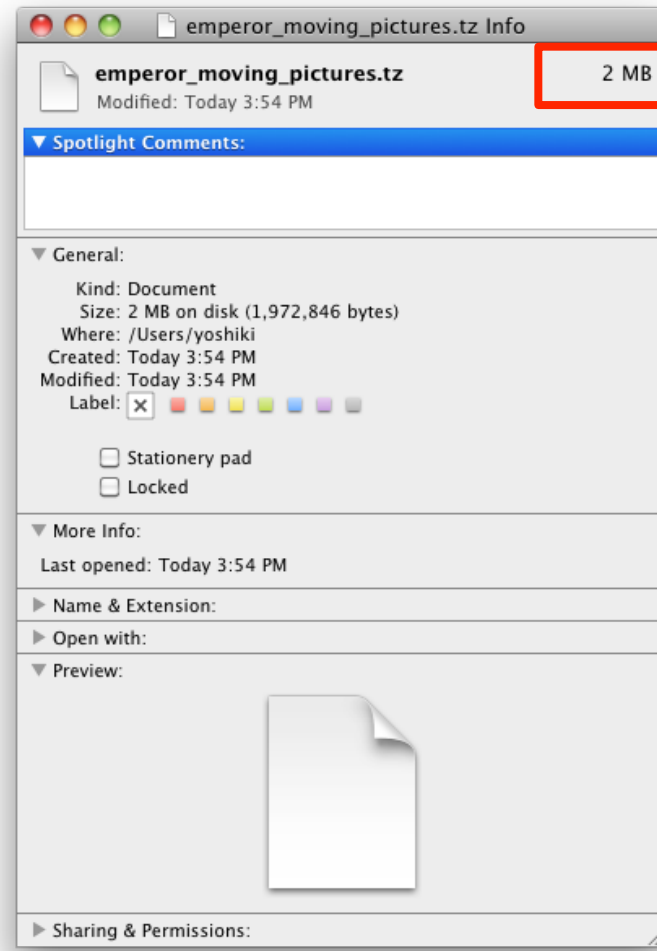 emperor_moving_pictures.tz Info
emperor_moving_pictures.tz 2 MB
Modified: Today 3:54 PM
Spotlight Comments:
General:
Kind: Document
Size: 2 MB on disk (1,972,846 bytes)
Where: /Users/yoshiki
Created: Today 3:54 PM
Modified: Today 3:54 PM
Label:
Stationery pad
Locked
More Info:
Last opened: Today 3:54 PM
Name & Extension:
Open with:
Preview:
Sharing & Permissions: